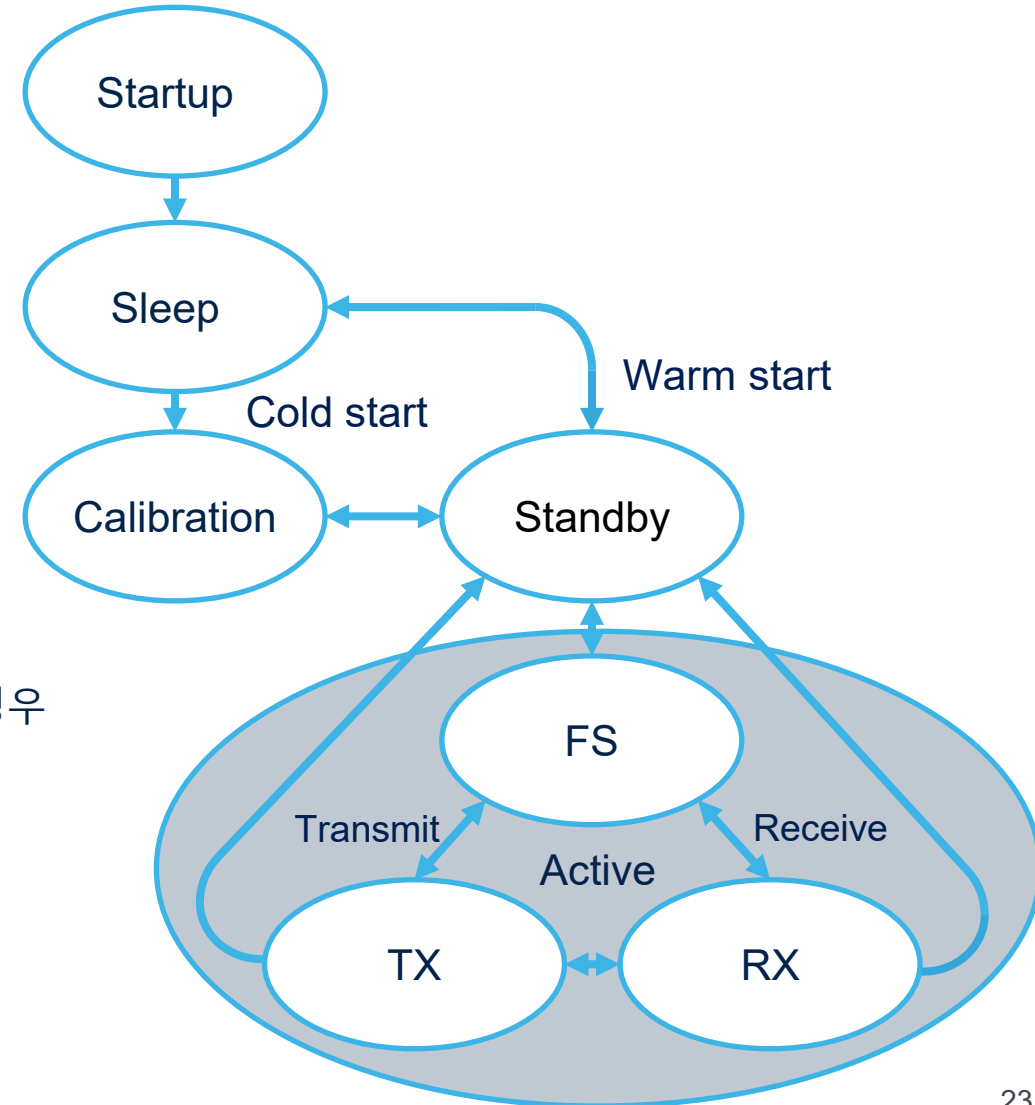 Startup
Sleep
Warm start
Cold start
Calibration
Standby
FS
Transmit
Receive
Active
TX
RX
23